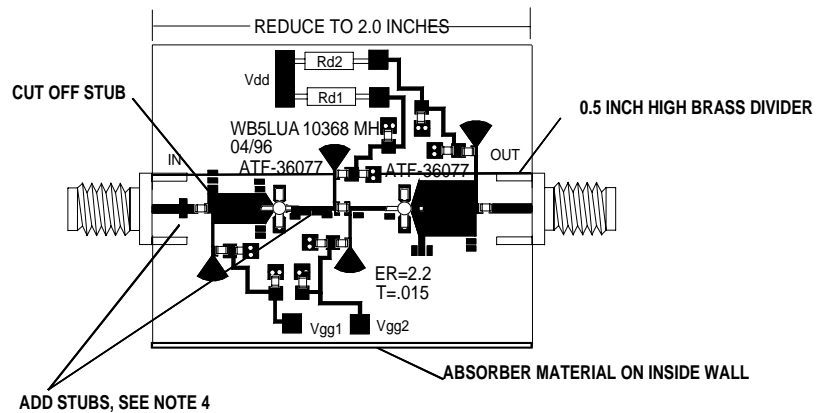 REDUCE TO 2.0 INCHES
Rd2
Vdd
CUT OFF STUB
Rd1
0.5 INCH HIGH BRASS DIVIDER
WB5LUA 10368 MH
04/96
IN
OUT
ATF-36077
ATF-36077
ER=2.2
T=.015
Vgg1
Vgg2
ABSORBER MATERIAL ON INSIDE WALL
ADD STUBS, SEE NOTE 4